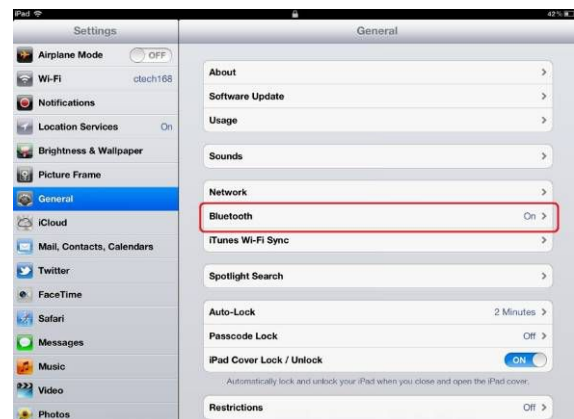 iPad 42%
Settings
Airplane Mode OFF
Wi-Fi ctech168
Notifications
Location Services On
Brightness & Wallpaper
Picture Frame
General
iCloud
Mail, Contacts, Calendars
Twitter
FaceTime
Safari
Messages
Music
Video
Photos
General
About
Software Update
Usage
Sounds
Network
Bluetooth On
iTunes Wi-Fi Sync
Spotlight Search
Auto-Lock 2 Minutes
Passcode Lock Off
iPad Cover Lock / Unlock ON
Automatically lock and unlock your iPad when you close and open the iPad cover.
Restrictions Off